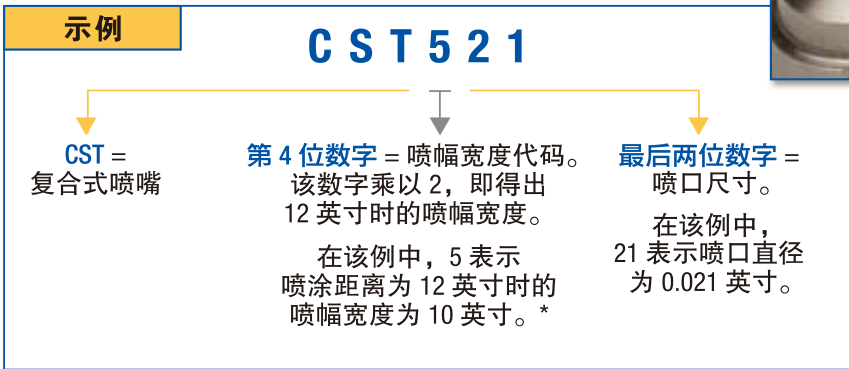 示例
CST521
CST =
复合式喷嘴
第 4 位数字 = 喷幅宽度代码。
该数字乘以 2，即得出
12 英寸时的喷幅宽度。
在该例中，5 表示
喷涂距离为 12 英寸时的
喷幅宽度为 10 英寸。*
最后两位数字 =
喷口尺寸。
在该例中，
21 表示喷口直径
为 0.021 英寸。